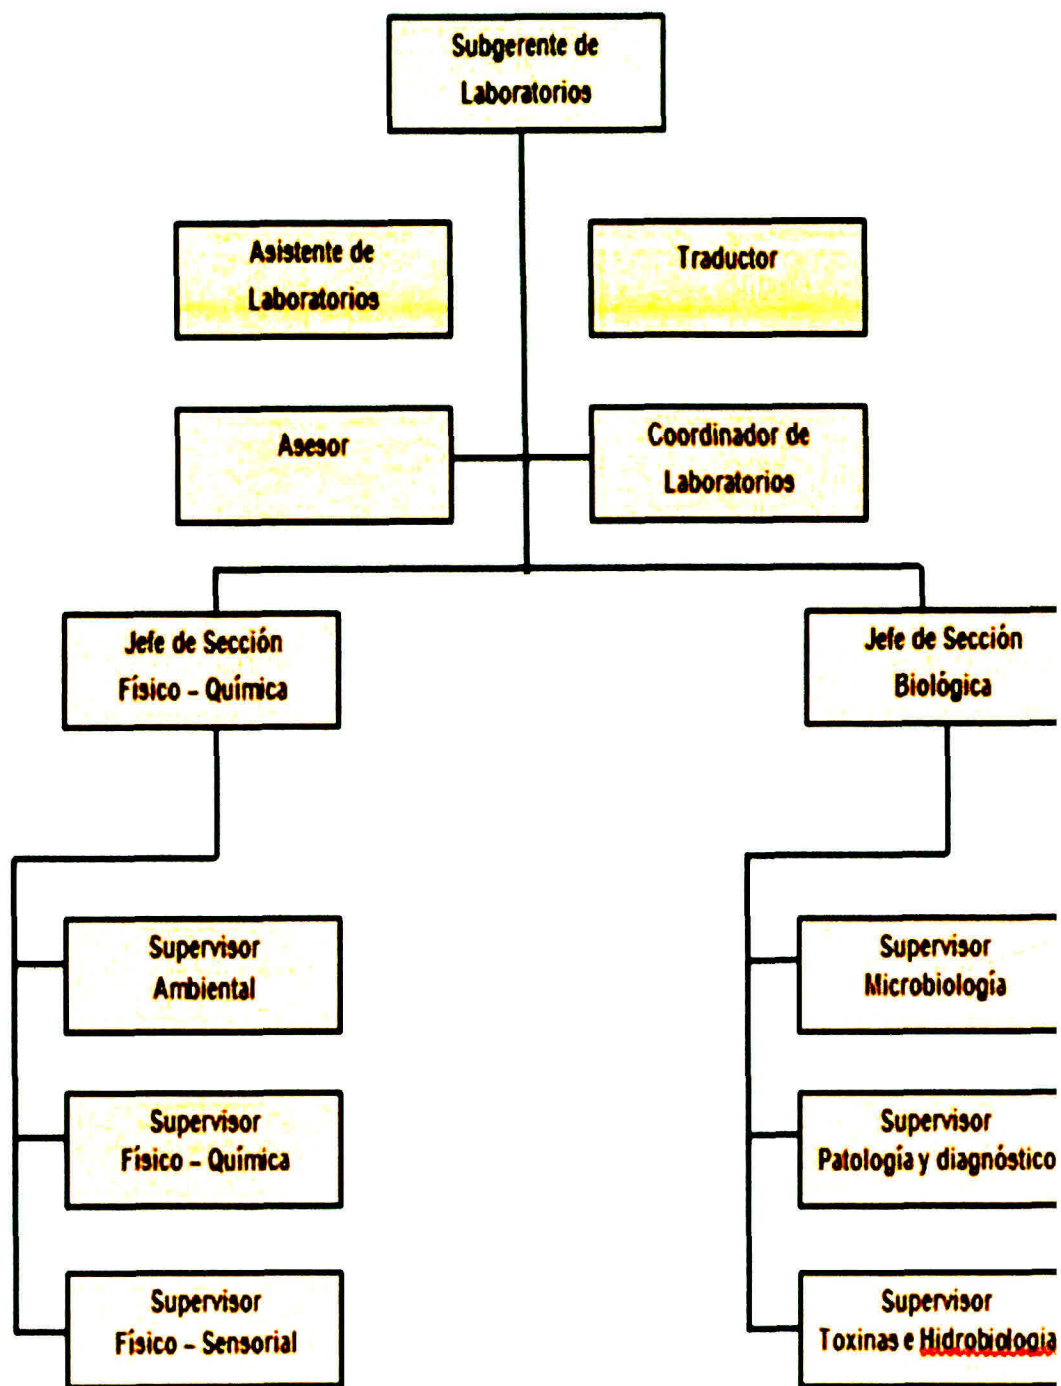 Subgerente de
Laboratorios
Asistente de
Laboratorios
Traductor
Asesor
Coordinador de
Laboratorios
Jefe de Sección
Físico – Química
Jefe de Sección
Biológica
Supervisor
Ambiental
Supervisor
Físico – Química
Supervisor
Físico – Sensorial
Supervisor
Microbiología
Supervisor
Patología y diagnóstico
Supervisor
Toxinas e Hidrobiologia